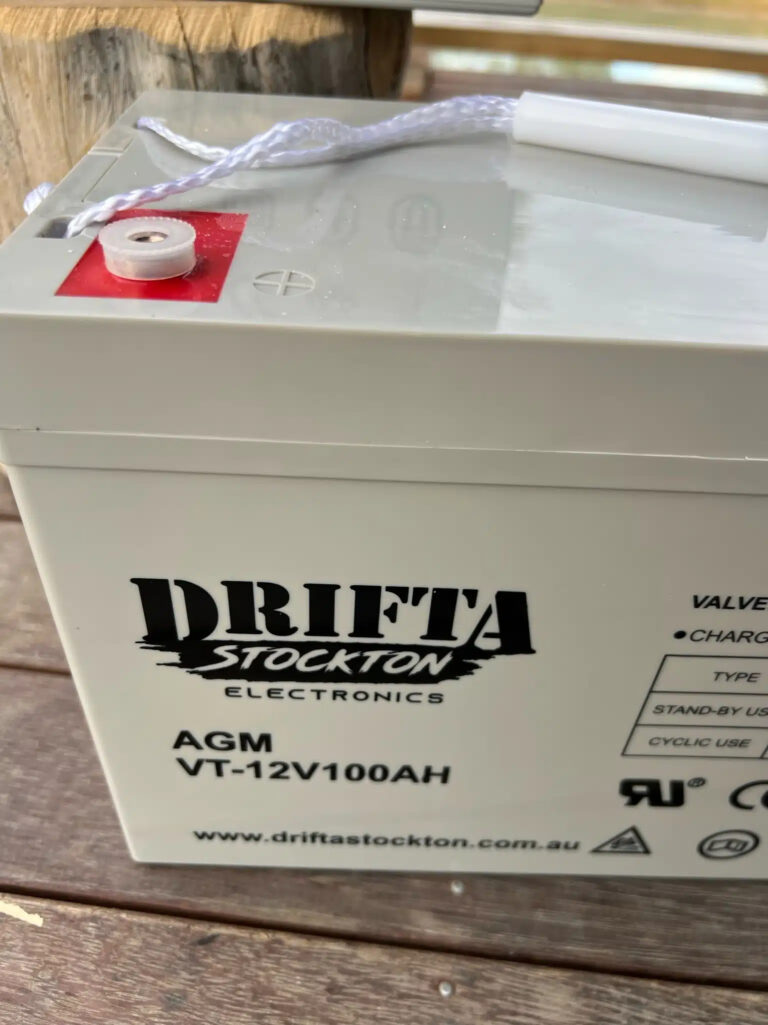 DRIFTA
STOCKTON
ELECTRONICS
AGM
VT-12V100AH
www.driftastockton.com.au
VALVE
•CHARG
TYPE
STAND-BY US
CYCLIC USE